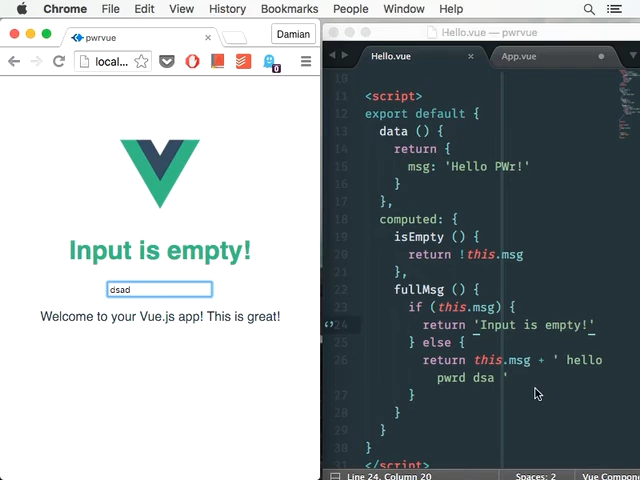 Chrome File Edit View History Bookmarks People Window Help
pwrvue
Damian
local...
0
Input is empty!
dsad
Welcome to your Vue.js app! This is great!
Hello.vue — pwrvue
Hello.vue
App.vue
10
11 <script>
12 export default {
13 data () {
14 return {
15 msg: 'Hello PWr!'
16 }
17 },
18 computed: {
19 isEmpty () {
20 return !this.msg
21 },
22 fullMsg () {
23 if (this.msg) {
24 return 'Input is empty!'
25 } else {
26 return this.msg + ' hello
pwrd dsa '
27 }
28 }
29 }
30 }
31 </script>
Line 24, Column 20
Spaces: 2
Vue Compon